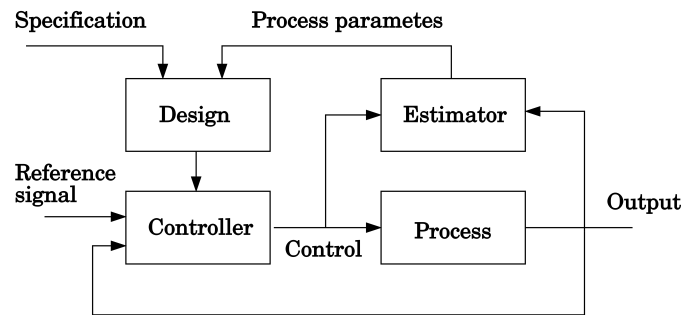 Specification
Process parametes
Design
Estimator
Reference
signal
Controller
Control
Process
Output